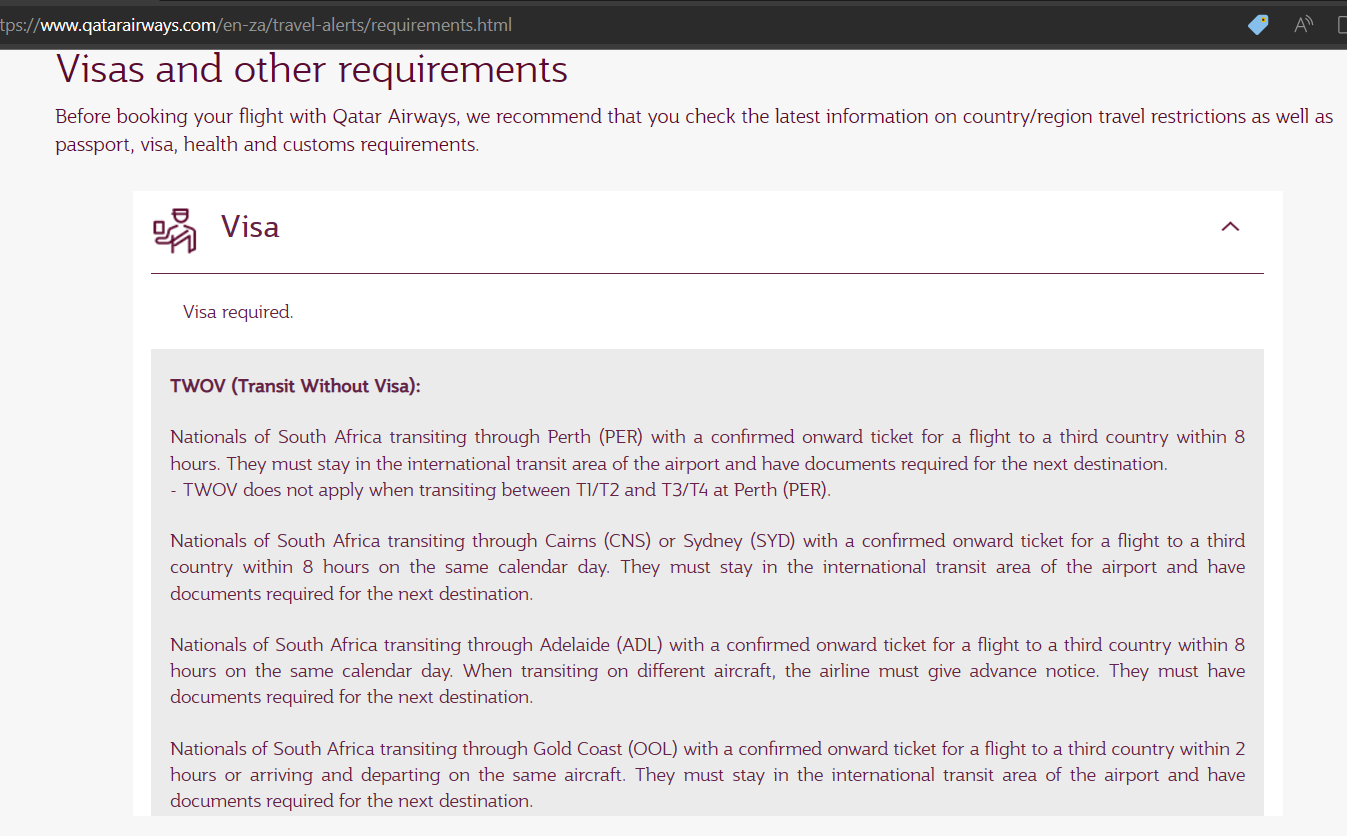 tps://www.qatarairways.com/en-za/travel-alerts/requirements.html
A
Visas and other requirements
Before booking your flight with Qatar Airways, we recommend that you check the latest information on country/region travel restrictions as well as
passport, visa, health and customs requirements.
Visa
Visa required.
TWOV (Transit Without Visa):
Nationals of South Africa transiting through Perth (PER) with a confirmed onward ticket for a flight to a third country within 8
hours. They must stay in the international transit area of the airport and have documents required for the next destination.
- TWOV does not apply when transiting between T1/T2 and T3/T4 at Perth (PER).
Nationals of South Africa transiting through Cairns (CNS) or Sydney (SYD) with a confirmed onward ticket for a flight to a third
country within 8 hours on the same calendar day. They must stay in the international transit area of the airport and have
documents required for the next destination.
Nationals of South Africa transiting through Adelaide (ADL) with a confirmed onward ticket for a flight to a third country within 8
hours on the same calendar day. When transiting on different aircraft, the airline must give advance notice. They must have
documents required for the next destination.
Nationals of South Africa transiting through Gold Coast (OOL) with a confirmed onward ticket for a flight to a third country within 2
hours or arriving and departing on the same aircraft. They must stay in the international transit area of the airport and have
documents required for the next destination.